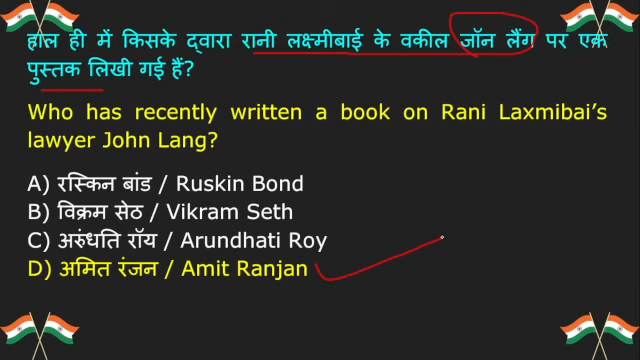 हाल ही में किसके द्वारा रानी लक्ष्मीबाई के वकील जॉन लैंग पर एक
पुस्तक लिखी गई हैं?
Who has recently written a book on Rani Laxmibai’s
lawyer John Lang?
A) रस्किन बांड / Ruskin Bond
B) विक्रम सेठ / Vikram Seth
C) अरुंधति रॉय / Arundhati Roy
D) अमित रंजन / Amit Ranjan